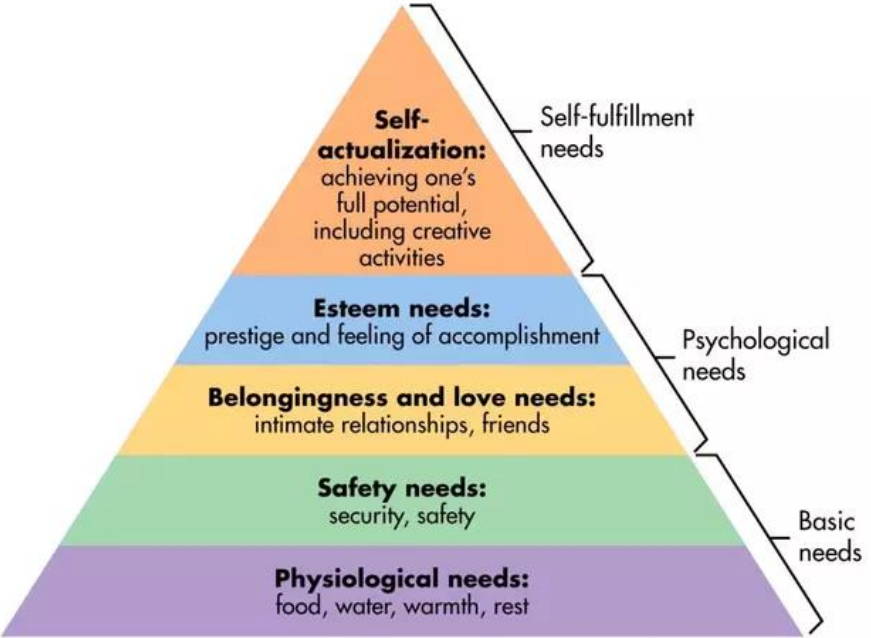 Self-
actualization:
achieving one's
full potential,
including creative
activities
Self-fulfillment
needs
Esteem needs:
prestige and feeling of accomplishment
Psychological
needs
Belongingness and love needs:
intimate relationships, friends
Safety needs:
security, safety
Basic
needs
Physiological needs:
food, water, warmth, rest